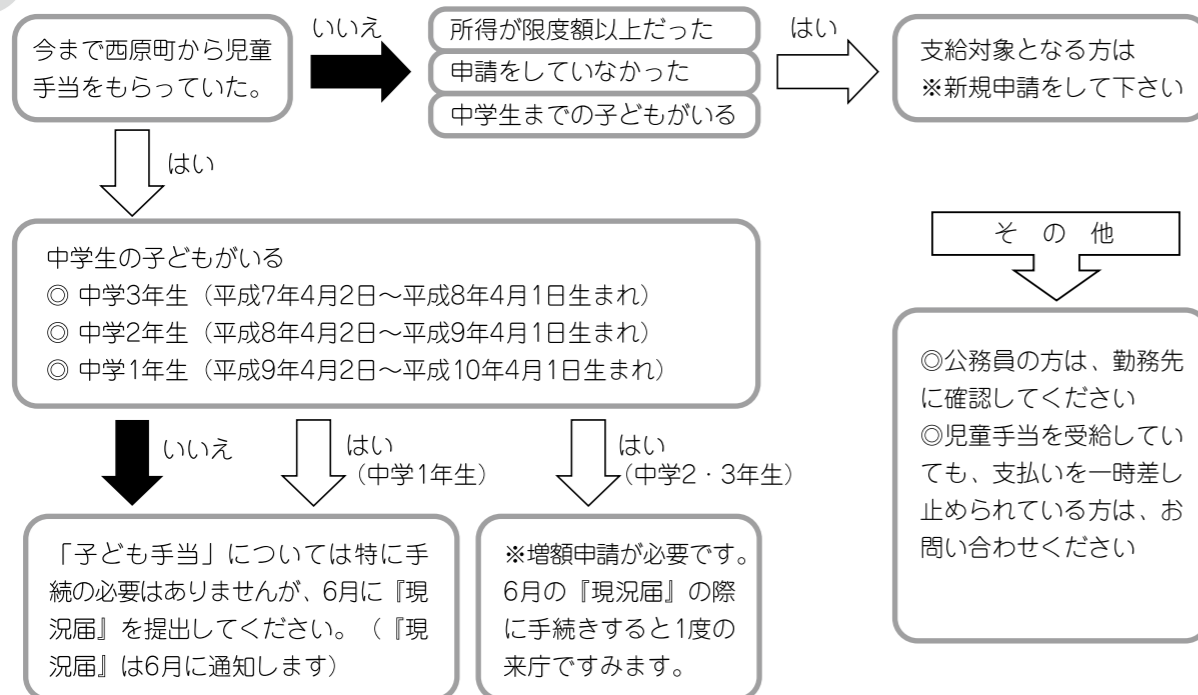 今まで西原町から児童
手当をもらっていた。
いいえ
所得が限度額以上だった
申請をしていなかった
中学生までの子どもがいる
はい
支給対象となる方は
※新規申請をして下さい
はい
中学生の子どもがいる
◎ 中学3年生（平成7年4月2日～平成8年4月1日生まれ）
◎ 中学2年生（平成8年4月2日～平成9年4月1日生まれ）
◎ 中学1年生（平成9年4月2日～平成10年4月1日生まれ）
いいえ
はい
（中学1年生）
はい
（中学2・3年生）
「子ども手当」については特に手
続の必要はありませんが、6月に『現
況届』を提出してください。（『現
況届』は6月に通知します）
※増額申請が必要です。
6月の『現況届』の際
に手続きすると1度の
来庁ですみます。
そ の 他
◎公務員の方は、勤務先
に確認してください
◎児童手当を受給してい
ても、支払いを一時差し
止められている方は、お
問い合わせください